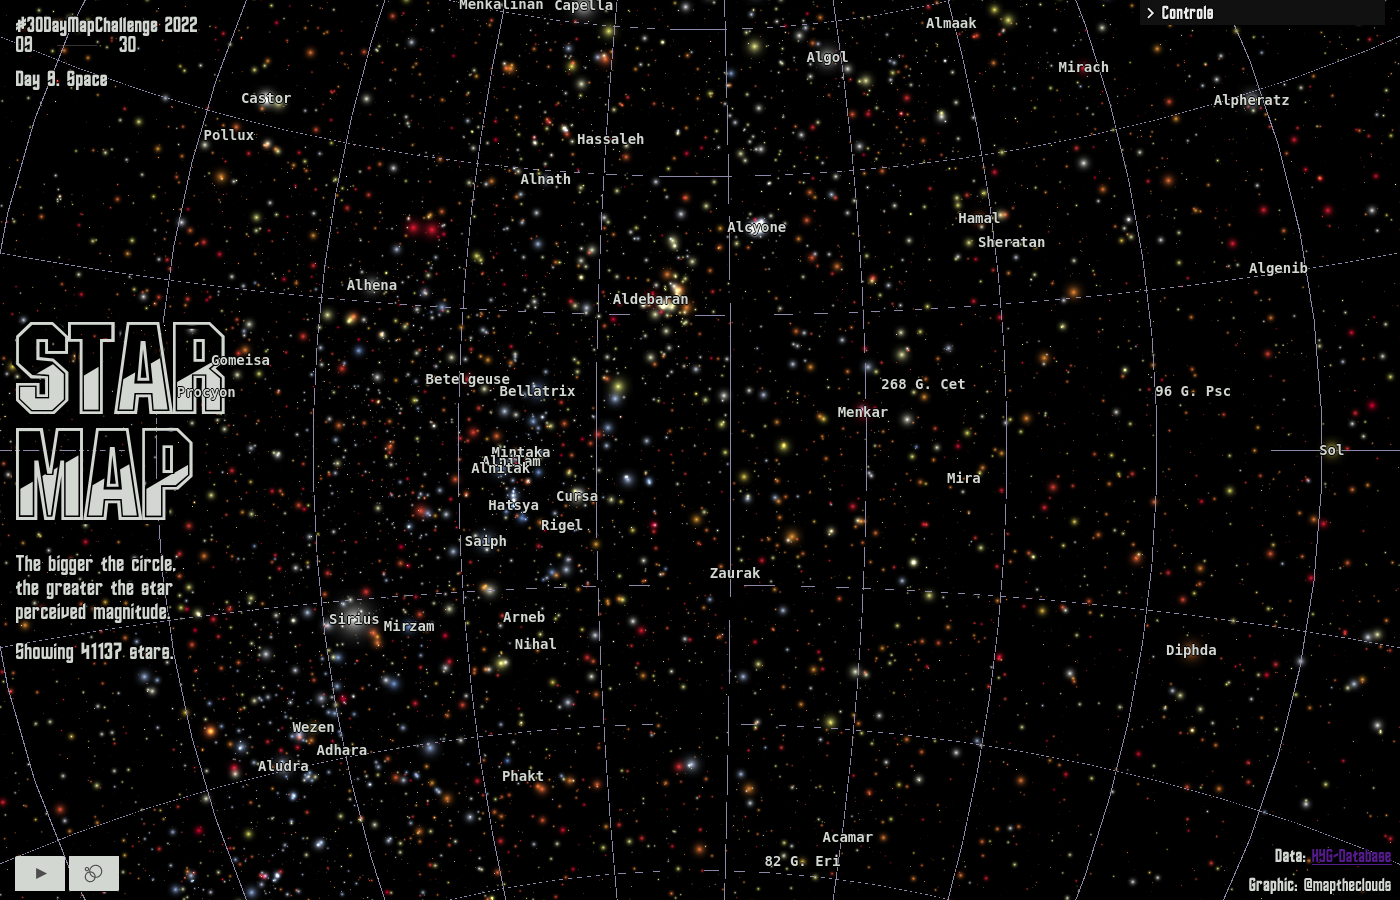 #30DayMapChallenge 2022
09 30
Day 9. Space
Controls
Menkalinan
Capella
Almaak
Algol
Mirach
Castor
Alpheratz
Pollux
Hassaleh
Alnath
Hamal
Alcyone
Sheratan
Algenib
Alhena
Aldebaran
STAR
MAP
Gomeisa
Procyon
Betelgeuse
Bellatrix
268 G. Cet
96 G. Psc
Menkar
Mintaka
Alnilam
Alnitak
Sol
Mira
Cursa
Hatsya
Rigel
Saiph
Zaurak
The bigger the circle,
the greater the star
perceived magnitude.
Showing 41137 stars.
Sirius
Mirzam
Arneb
Nihal
Diphda
Wezen
Adhara
Aludra
Phakt
Acamar
82 G. Eri
Data: HYG-Database
Graphic: @maptheclouds